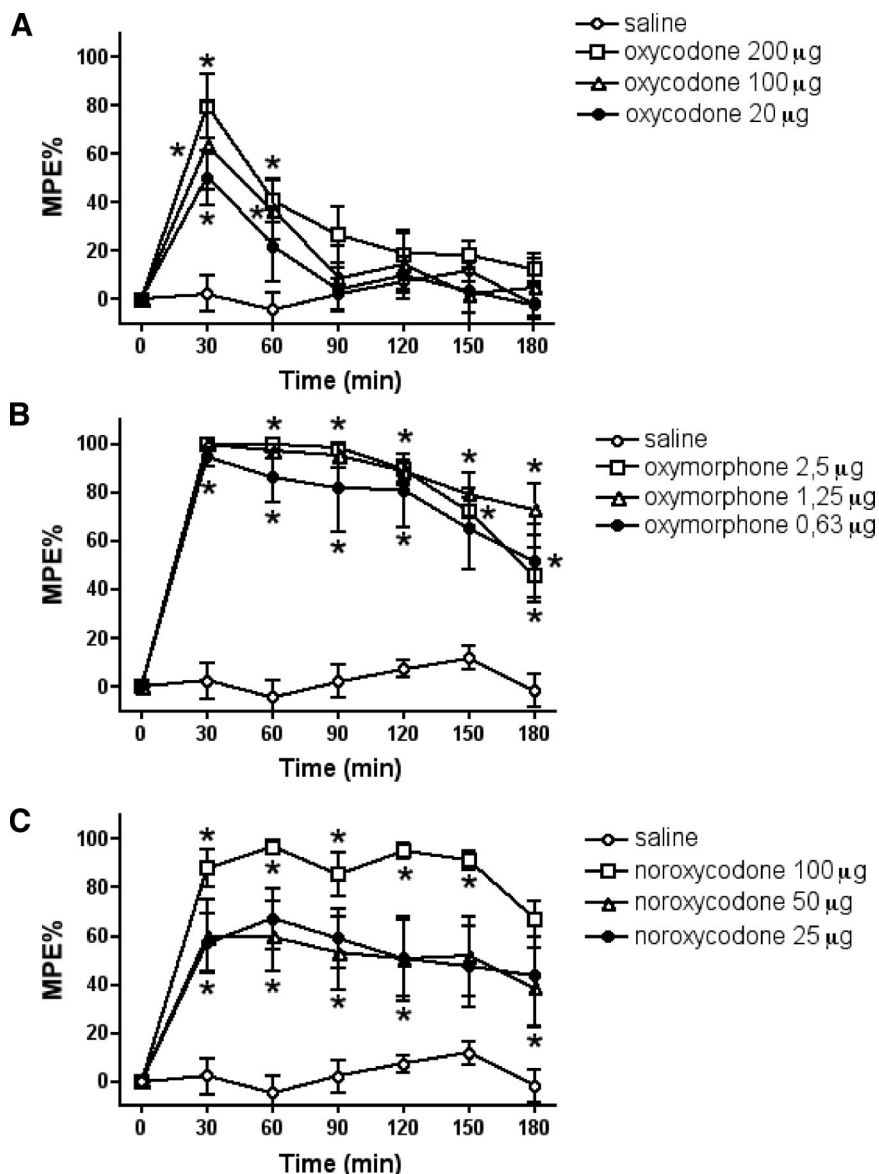 A
saline
oxycodone 200 μg
oxycodone 100 μg
oxycodone 20 μg
MPE%
100
80
60
40
20
0
* * * * *
0 30 60 90 120 150 180
Time (min)
B
saline
oxymorphone 2,5 μg
oxymorphone 1,25 μg
oxymorphone 0,63 μg
MPE%
100
80
60
40
20
0
* * * * * * * * * * * *
0 30 60 90 120 150 180
Time (min)
C
saline
noroxycodone 100 μg
noroxycodone 50 μg
noroxycodone 25 μg
MPE%
100
80
60
40
20
0
* * * * * * * * * *
0 30 60 90 120 150 180
Time (min)